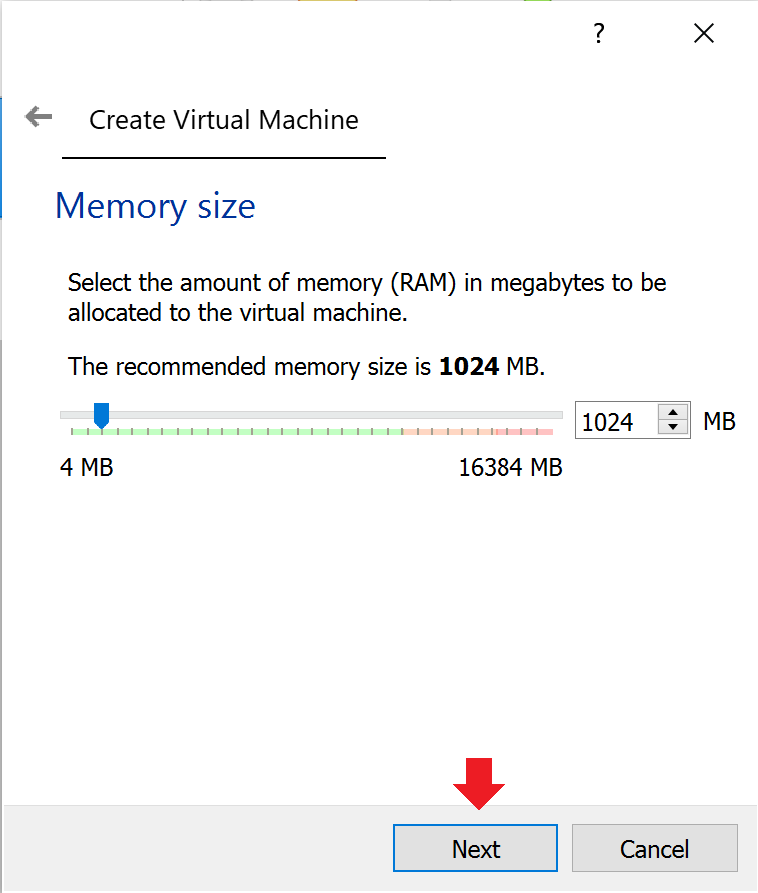 ?
Create Virtual Machine
Memory size
Select the amount of memory (RAM) in megabytes to be
allocated to the virtual machine.
The recommended memory size is 1024 MB.
1024 MB
4 MB 16384 MB
Next Cancel